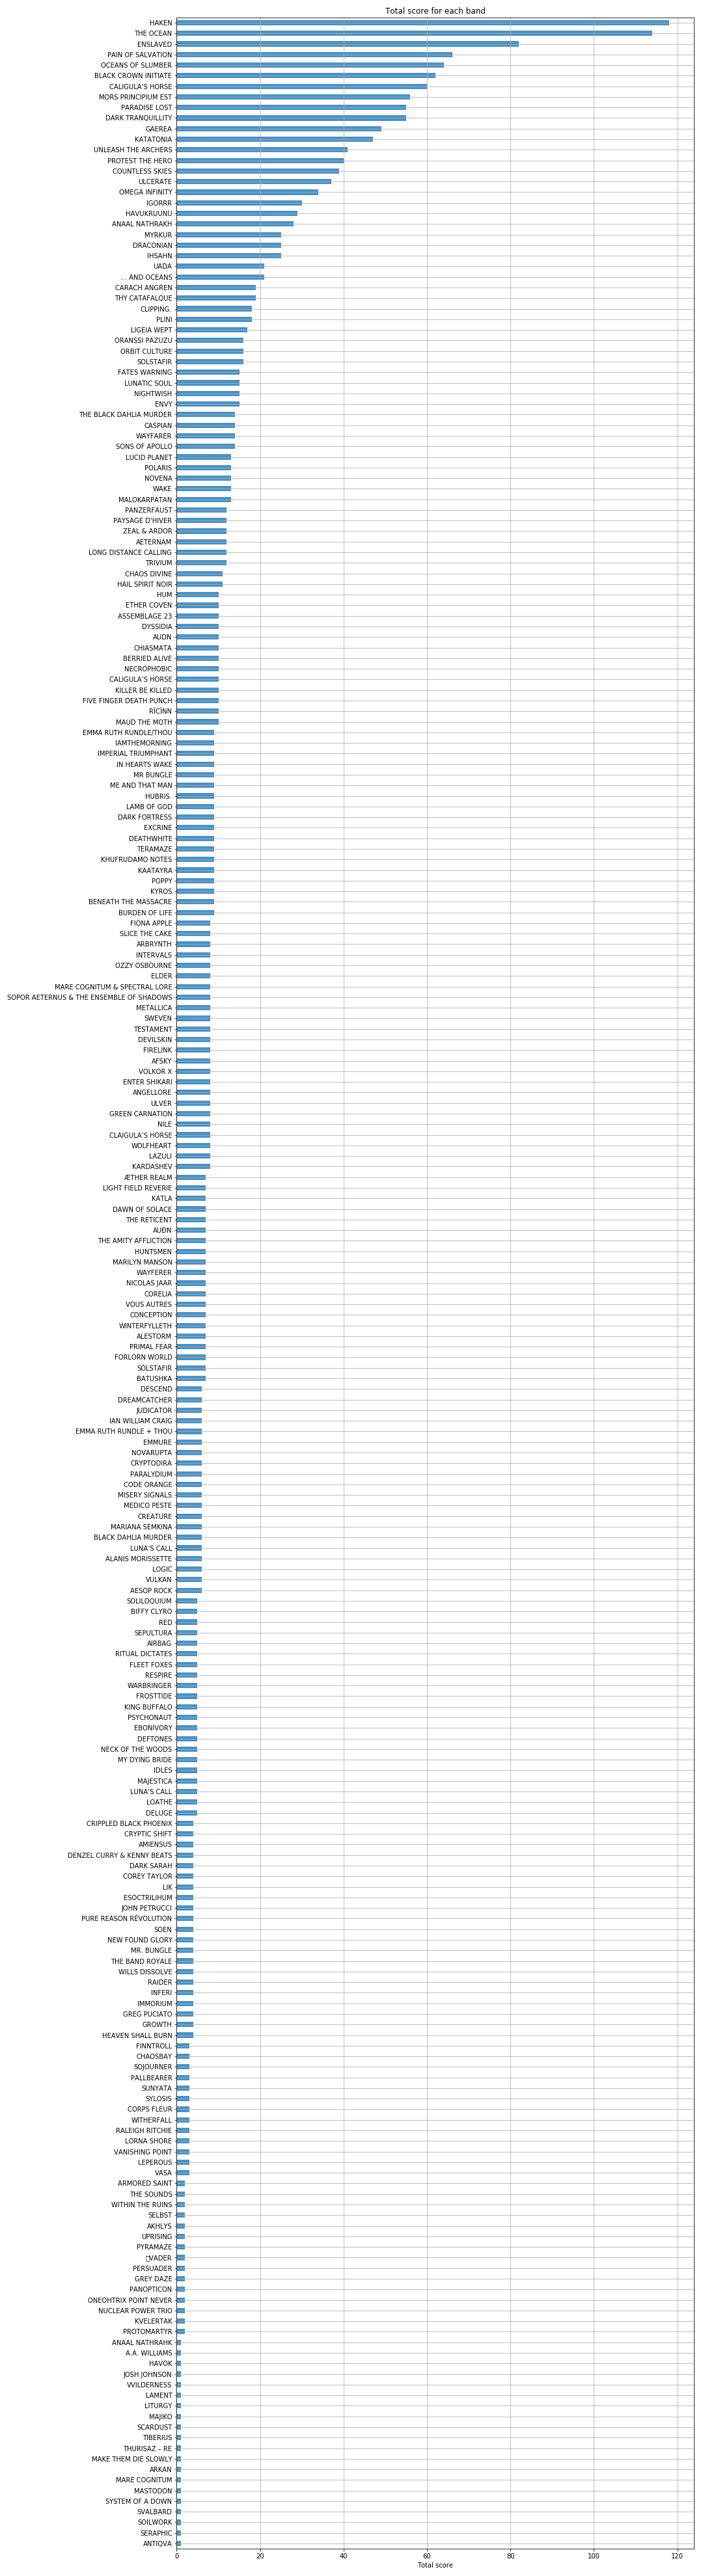 Total score for each band
HAKEN
THE OCEAN
ENSLAVED
PAIN OF SALVATION
OCEANS OF SLUMBER
BLACK CROWN INITIATE
CALIGULA'S HORSE
MORS PRINCIPIUM EST
PARADISE LOST
DARK TRANQUILLITY
GAEREA
KATATONIA
UNLEASH THE ARCHERS
PROTEST THE HERO
COUNTLESS SKIES
ULCERATE
OMEGA INFINITY
IGORRR
HAVUKRUUNU
ANAAL NATHRAKH
MYRKUR
DRACONIAN
IHSAHN
UADA
... AND OCEANS
CARACH ANGREN
THY CATAFALQUE
CLIPPING.
PLINI
LIGEIA WEPT
ORANSSI PAZUZU
ORBIT CULTURE
SOLSTAFIR
FATES WARNING
LUNATIC SOUL
NIGHTWISH
ENVY
THE BLACK DAHLIA MURDER
CASPIAN
WAYFARER
SONS OF APOLLO
LUCID PLANET
POLARIS
NOVENA
WAKE
MALOKARPATAN
PANZERFAUST
PAYSAGE D'HIVER
ZEAL & ARDOR
AETERNAM
LONG DISTANCE CALLING
TRIVIUM
CHAOS DIVINE
HAIL SPIRIT NOIR
HUM
ETHER COVEN
ASSEMBLAGE 23
DYSSIDIA
AUDN
CHIASMATA
BERRIED ALIVE
NECROPHOBIC
CALIGULA’S HORSE
KILLER BE KILLED
FIVE FINGER DEATH PUNCH
RÏCÏNN
MAUD THE MOTH
EMMA RUTH RUNDLE/THOU
IAMTHEMORNING
IMPERIAL TRIUMPHANT
IN HEARTS WAKE
MR BUNGLE
ME AND THAT MAN
HUBRIS.
LAMB OF GOD
DARK FORTRESS
EXCRINE
DEATHWHITE
TERAMAZE
KHUFRUDAMO NOTES
KAATAYRA
POPPY
KYROS
BENEATH THE MASSACRE
BURDEN OF LIFE
FIONA APPLE
SLICE THE CAKE
ARBRYNTH
INTERVALS
OZZY OSBOURNE
ELDER
MARE COGNITUM & SPECTRAL LORE
SOPOR AETERNUS & THE ENSEMBLE OF SHADOWS
METALLICA
SWEVEN
TESTAMENT
DEVILSKIN
FIRELINK
AFSKY
VOLKOR X
ENTER SHIKARI
ANGELLORE
ULVER
GREEN CARNATION
NILE
CLAIGULA’S HORSE
WOLFHEART
LAZULI
KARDASHEV
ÆTHER REALM
LIGHT FIELD REVERIE
KATLA
DAWN OF SOLACE
THE RETICENT
AUÐN
THE AMITY AFFLICTION
HUNTSMEN
MARILYN MANSON
WAYFERER
NICOLAS JAAR
CORELIA
VOUS AUTRES
CONCEPTION
WINTERFYLLETH
ALESTORM
PRIMAL FEAR
FORLORN WORLD
SÓLSTAFIR
BATUSHKA
DESCEND
DREAMCATCHER
JUDICATOR
IAN WILLIAM CRAIG
EMMA RUTH RUNDLE + THOU
EMMURE
NOVARUPTA
CRYPTODIRA
PARALYDIUM
CODE ORANGE
MISERY SIGNALS
MEDICO PESTE
CREATURE
MARIANA SEMKINA
BLACK DAHLIA MURDER
LUNA’S CALL
ALANIS MORISSETTE
LOGIC
VULKAN
AESOP ROCK
SOLILOQUIUM
BIFFY CLYRO
RED
SEPULTURA
AIRBAG
RITUAL DICTATES
FLEET FOXES
RESPIRE
WARBRINGER
FROSTTIDE
KING BUFFALO
PSYCHONAUT
EBONIVORY
DEFTONES
NECK OF THE WOODS
MY DYING BRIDE
IDLES
MAJESTICA
LUNA'S CALL
LOATHE
DELUGE
CRIPPLED BLACK PHOENIX
CRYPTIC SHIFT
AMIENSUS
DENZEL CURRY & KENNY BEATS
DARK SARAH
COREY TAYLOR
LIK
ESOCTRILIHUM
JOHN PETRUCCI
PURE REASON RÉVOLUTION
SOEN
NEW FOUND GLORY
MR. BUNGLE
THE BAND ROYALE
WILLS DISSOLVE
RAIDER
INFERI
IMMORIUM
GREG PUCIATO
GROWTH
HEAVEN SHALL BURN
FINNTROLL
CHAOSBAY
SOJOURNER
PALLBEARER
SUNYATA
SYLOSIS
CORPS FLEUR
WITHERFALL
RALEIGH RITCHIE
LORNA SHORE
VANISHING POINT
LEPEROUS
VASA
ARMORED SAINT
THE SOUNDS
WITHIN THE RUINS
SELBST
AKHLYS
UPRISING
PYRAMAZE
VADER
PERSUADER
GREY DAZE
PANOPTICON
ONEOHTRIX POINT NEVER
NUCLEAR POWER TRIO
KVELERTAK
PROTOMARTYR
ANAAL NATHRAHK
A.A. WILLIAMS
HAVOK
JOSH JOHNSON
VVILDERNESS
LAMENT
LITURGY
MAJIKO
SCARDUST
TIBERIUS
THURISAZ – RE
MAKE THEM DIE SLOWLY
ARKAN
MARE COGNITUM
MASTODON
SYSTEM OF A DOWN
SVALBARD
SOILWORK
SERAPHIC
ANTIQVA
0 20 40 60 80 100 120
Total score